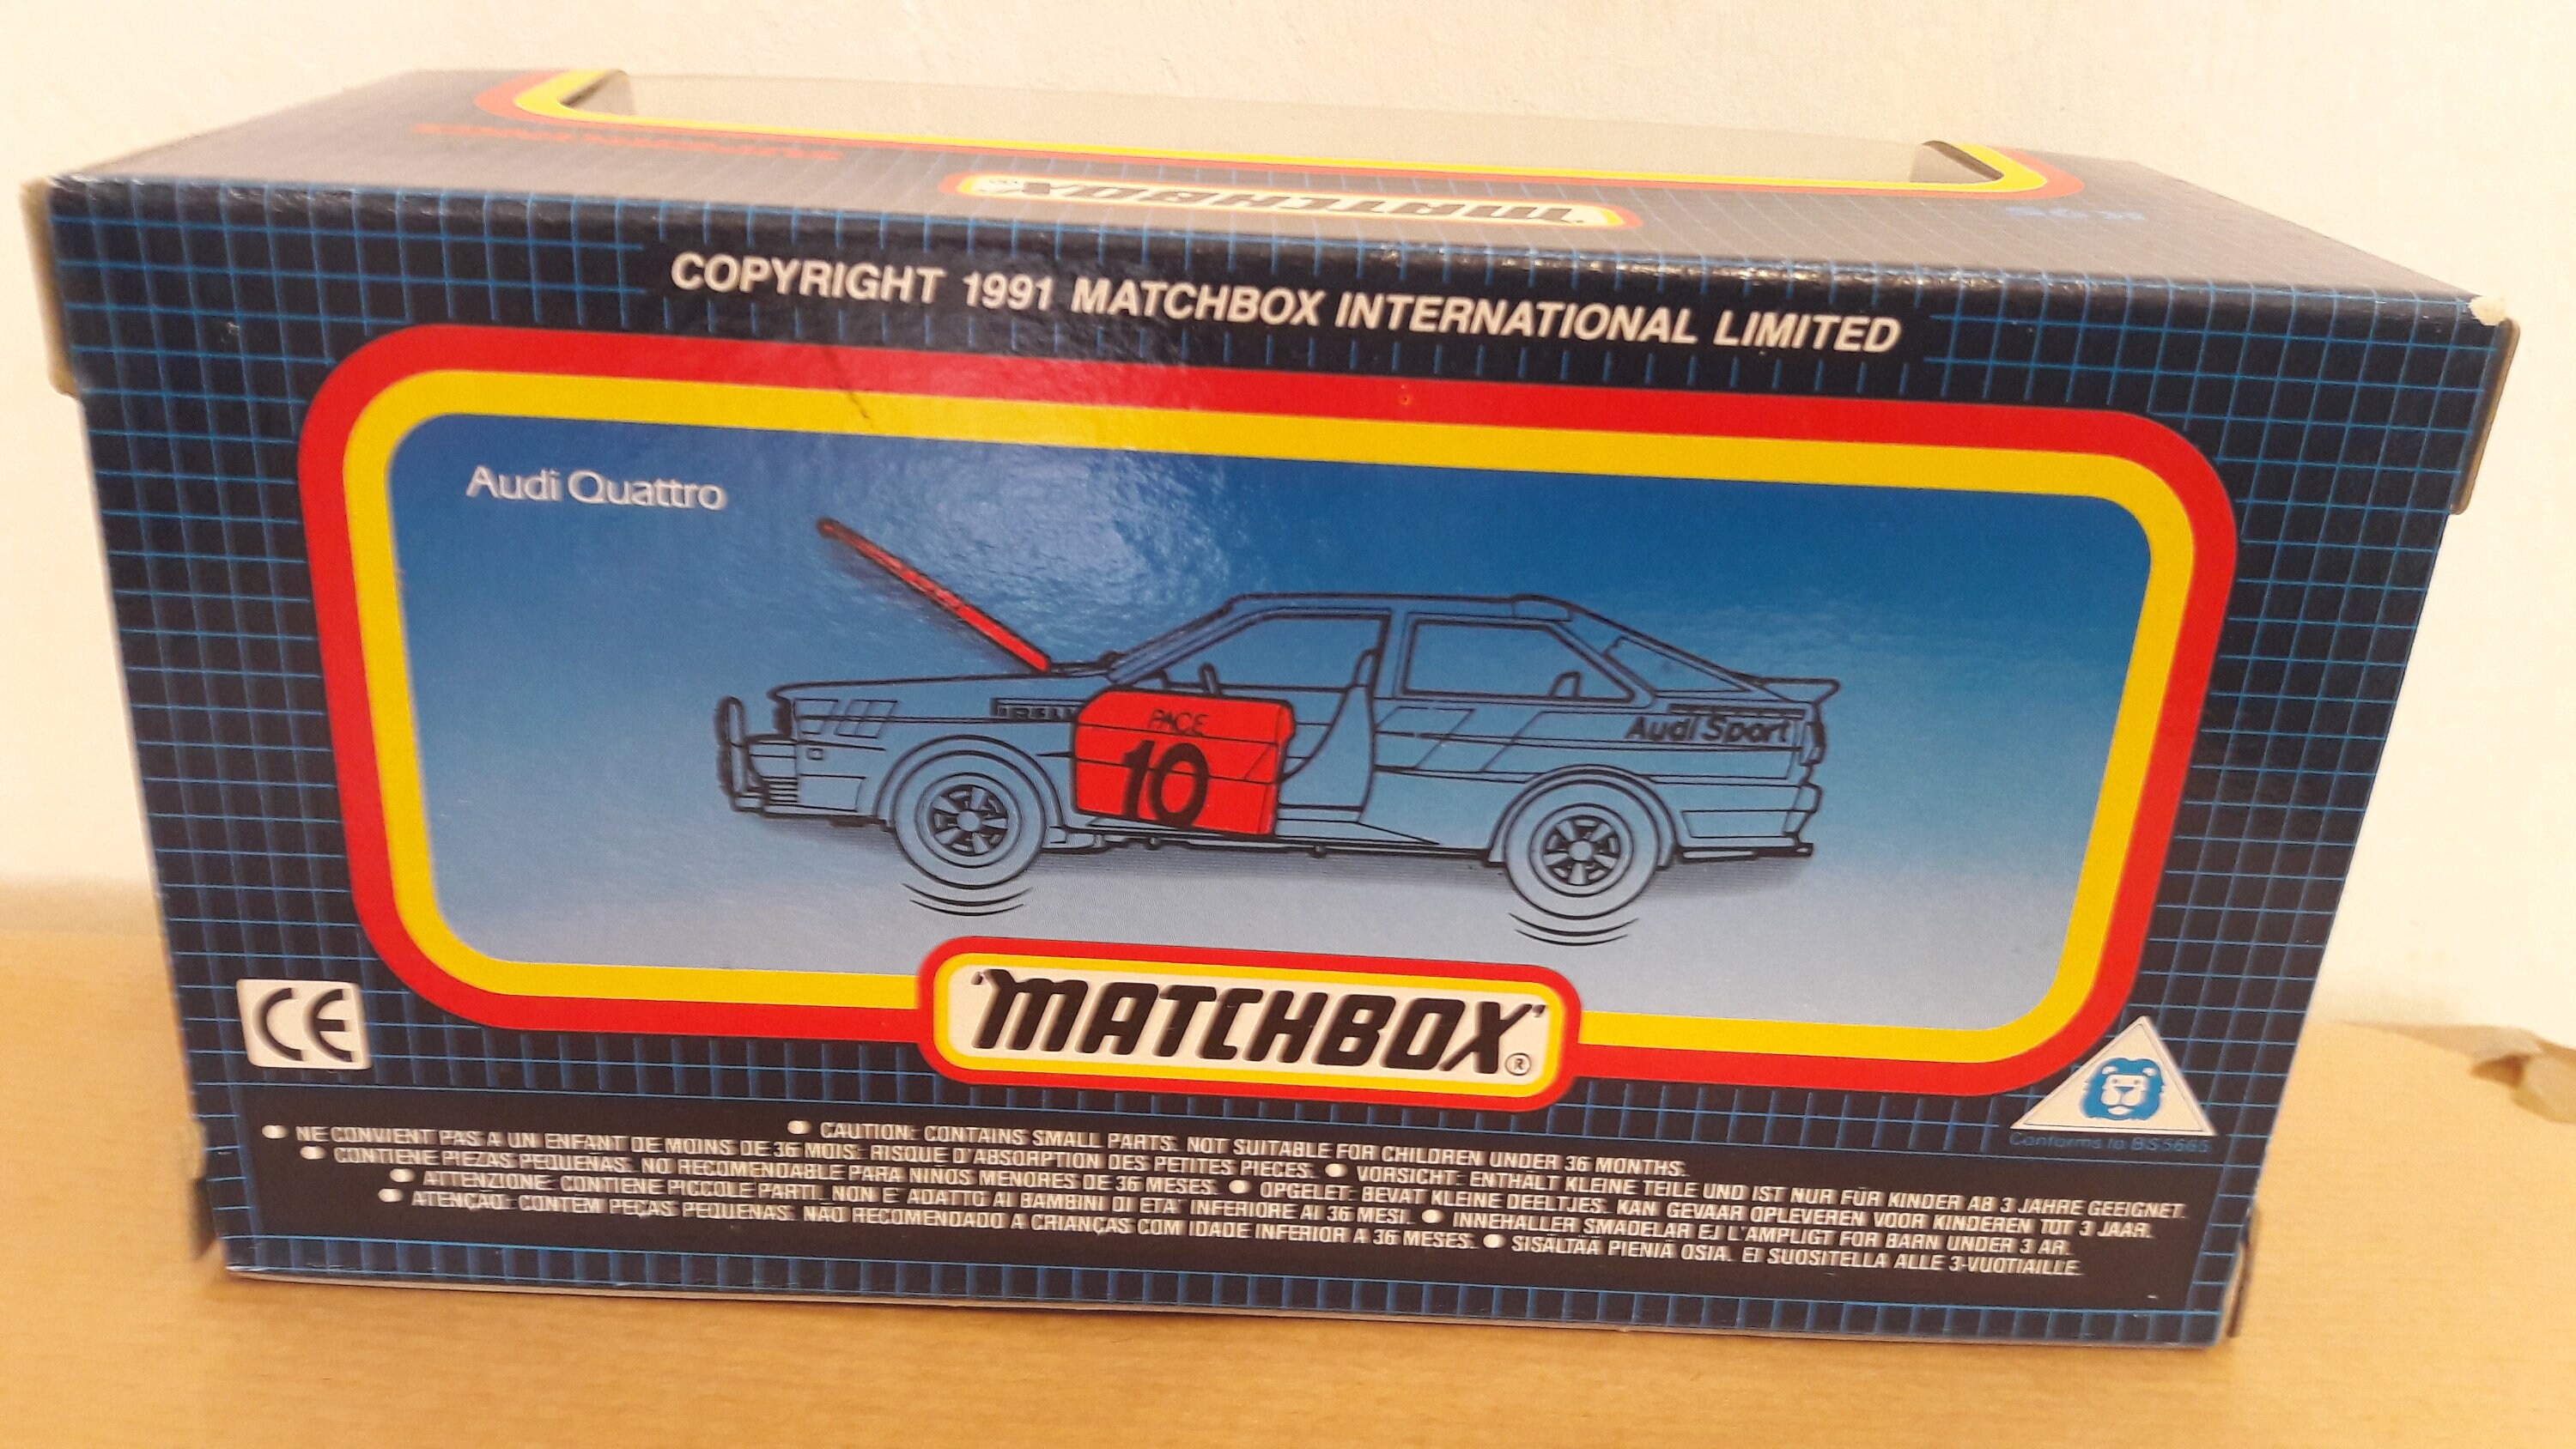 'MATCHBOX'
COPYRIGHT 1991 MATCHBOX INTERNATIONAL LIMITED
Audi Quattro
PACE
10
Audi Sport
'MATCHBOX'®
CE
Conforms to BS5665
● CAUTION: CONTAINS SMALL PARTS. NOT SUITABLE FOR CHILDREN UNDER 36 MONTHS.
● NE CONVIENT PAS A UN ENFANT DE MOINS DE 36 MOIS: RISQUE D'ABSORPTION DES PETITES PIECES. ● VORSICHT: ENTHÄLT KLEINE TEILE UND IST NUR FÜR KINDER AB 3 JAHRE GEEIGNET.
● CONTIENE PIEZAS PEQUEÑAS. NO RECOMENDABLE PARA NIÑOS MENORES DE 36 MESES. ● OPGELET: BEVAT KLEINE DEELTJES. KAN GEVAAR OPLEVEREN VOOR KINDEREN TOT 3 JAAR.
● ATTENZIONE: CONTIENE PICCOLE PARTI. NON E' ADATTO AI BAMBINI DI ETA' INFERIORE AI 36 MESI. ● INNEHALLER SMADELAR EJ L'AMPLIGT FOR BARN UNDER 3 AR.
● ATENÇÃO: CONTEM PEÇAS PEQUENAS. NÃO RECOMENDADO A CRIANÇAS COM IDADE INFERIOR A 36 MESES. ● SISÄLTÄÄ PIENIÄ OSIA. EI SUOSITELLA ALLE 3-VUOTIAILLE.